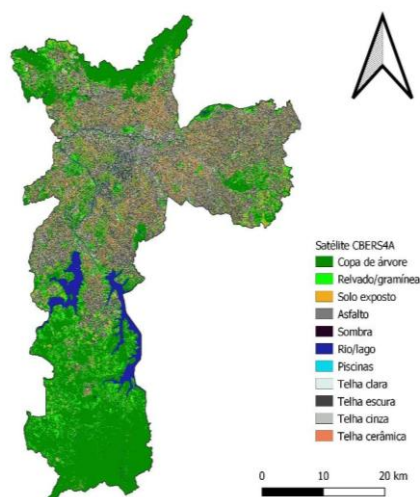 Satélite CBERS4A
Copa de árvore
Relvado/gramínea
Solo exposto
Asfalto
Sombra
Rio/lago
Piscinas
Telha clara
Telha escura
Telha cinza
Telha cerâmica
0 10 20 km